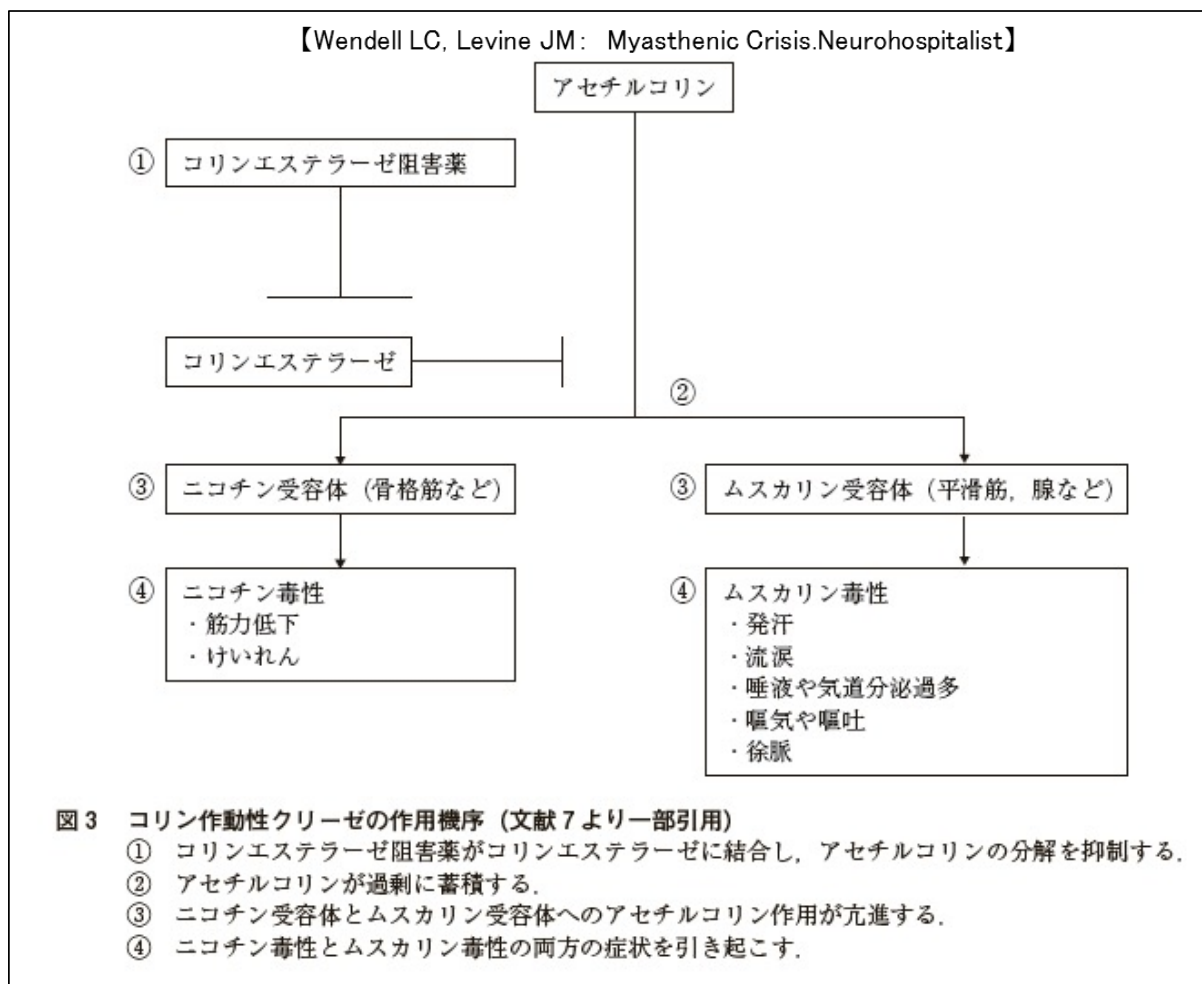 【Wendell LC, Levine JM： Myasthenic Crisis.Neurohospitalist】
アセチルコリン
① コリンエステラーゼ阻害薬
コリンエステラーゼ
②
③ ニコチン受容体（骨格筋など）
③ ムスカリン受容体（平滑筋，腺など）
④ ニコチン毒性
・筋力低下
・けいれん
④ ムスカリン毒性
・発汗
・流涙
・唾液や気道分泌過多
・嘔気や嘔吐
・徐脈
図3 コリン作動性クリーゼの作用機序（文献7より一部引用）
① コリンエステラーゼ阻害薬がコリンエステラーゼに結合し，アセチルコリンの分解を抑制する．
② アセチルコリンが過剰に蓄積する．
③ ニコチン受容体とムスカリン受容体へのアセチルコリン作用が亢進する．
④ ニコチン毒性とムスカリン毒性の両方の症状を引き起こす．